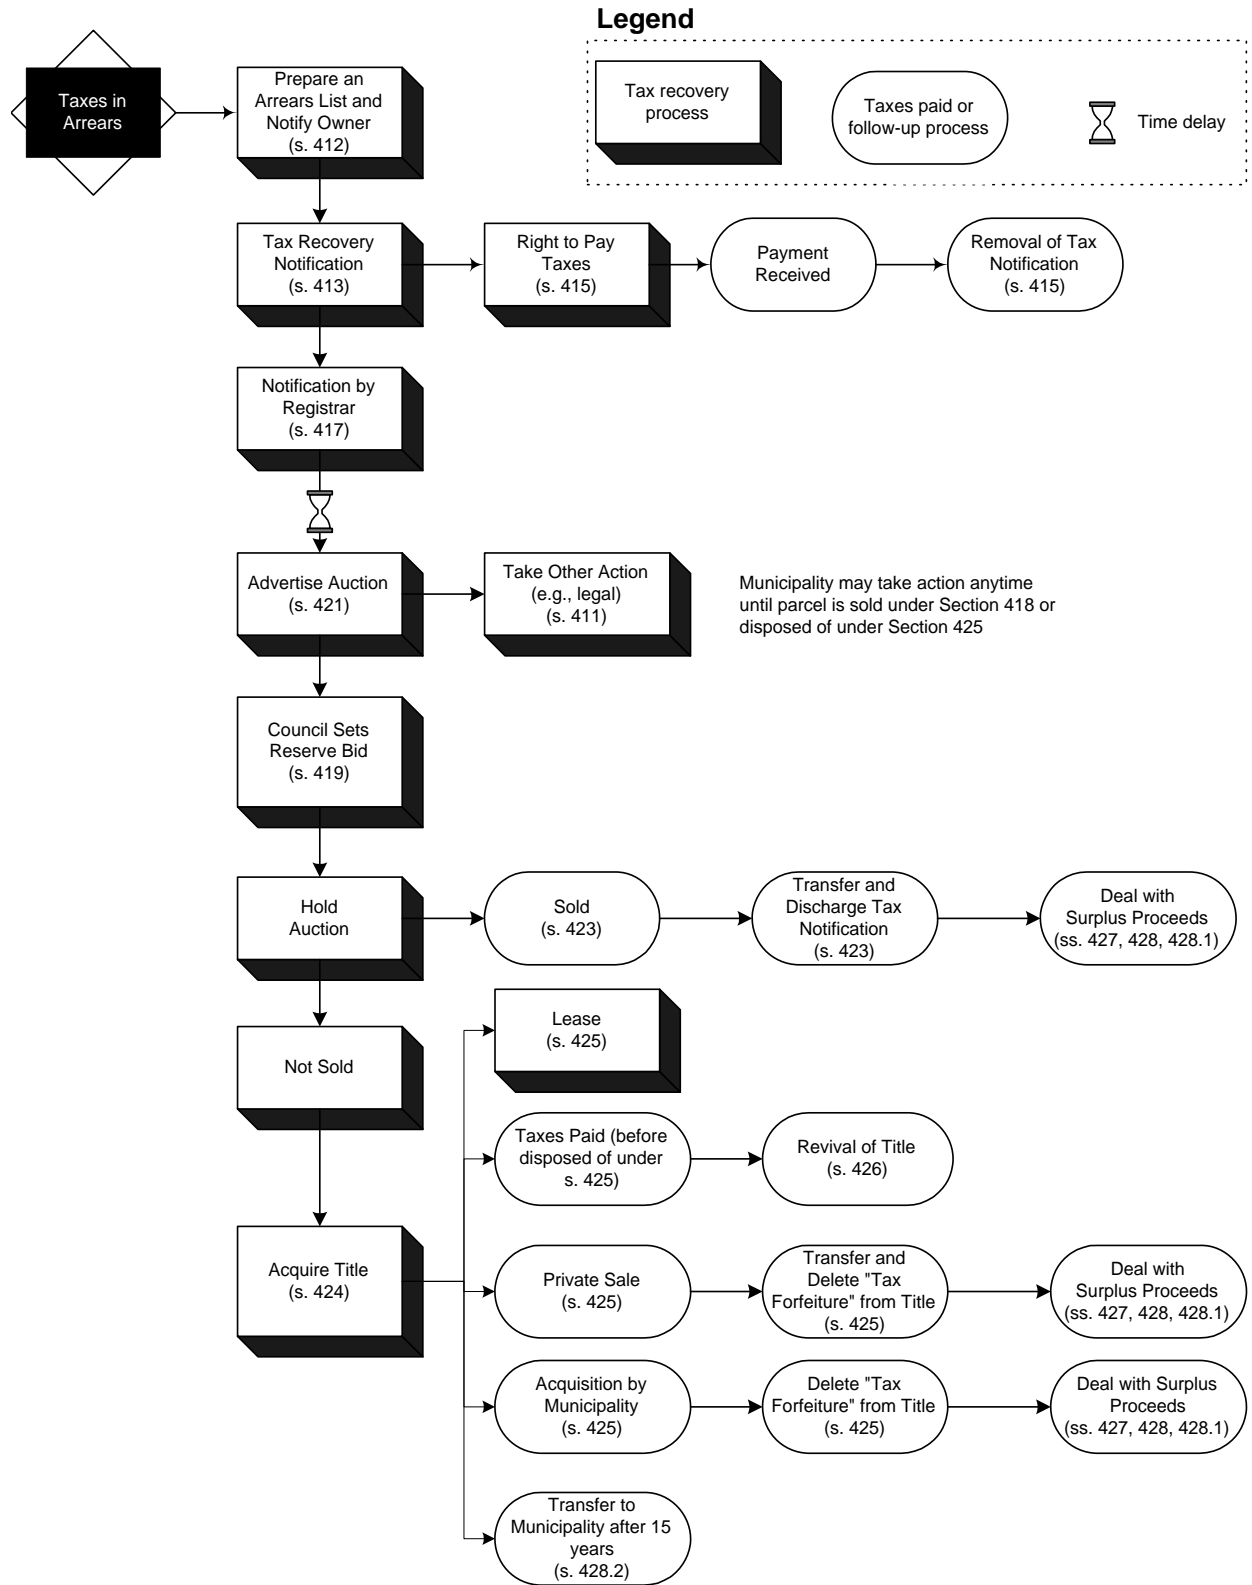 Legend
Tax recovery
process
Taxes paid or
follow-up process
Time delay
Taxes in
Arrears
Prepare an
Arrears List and
Notify Owner
(s. 412)
Tax Recovery
Notification
(s. 413)
Right to Pay
Taxes
(s. 415)
Payment
Received
Removal of Tax
Notification
(s. 415)
Notification by
Registrar
(s. 417)
Advertise Auction
(s. 421)
Take Other Action
(e.g., legal)
(s. 411)
Municipality may take action anytime
until parcel is sold under Section 418 or
disposed of under Section 425
Council Sets
Reserve Bid
(s. 419)
Hold
Auction
Sold
(s. 423)
Transfer and
Discharge Tax
Notification
(s. 423)
Deal with
Surplus Proceeds
(ss. 427, 428, 428.1)
Not Sold
Acquire Title
(s. 424)
Lease
(s. 425)
Taxes Paid (before
disposed of under
s. 425)
Revival of Title
(s. 426)
Private Sale
(s. 425)
Transfer and
Delete "Tax
Forfeiture" from Title
(s. 425)
Deal with
Surplus Proceeds
(ss. 427, 428, 428.1)
Acquisition by
Municipality
(s. 425)
Delete "Tax
Forfeiture" from Title
(s. 425)
Deal with Surplus
Proceeds
(ss. 427, 428, 428.1)
Transfer to
Municipality after 15
years
(s. 428.2)